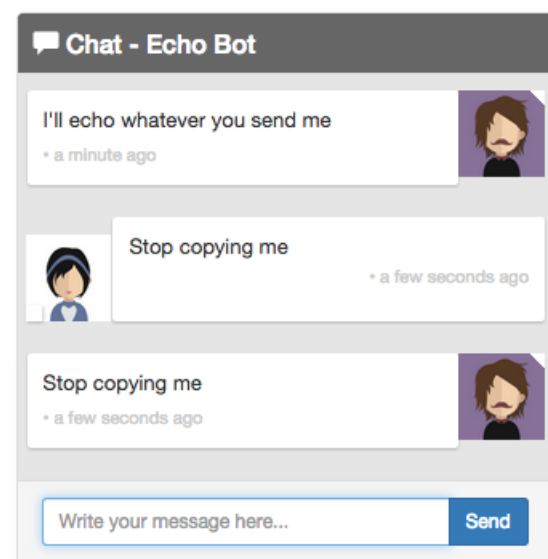 Chat - Echo Bot
I'll echo whatever you send me
• a minute ago
Stop copying me
• a few seconds ago
Stop copying me
• a few seconds ago
Write your message here...
Send